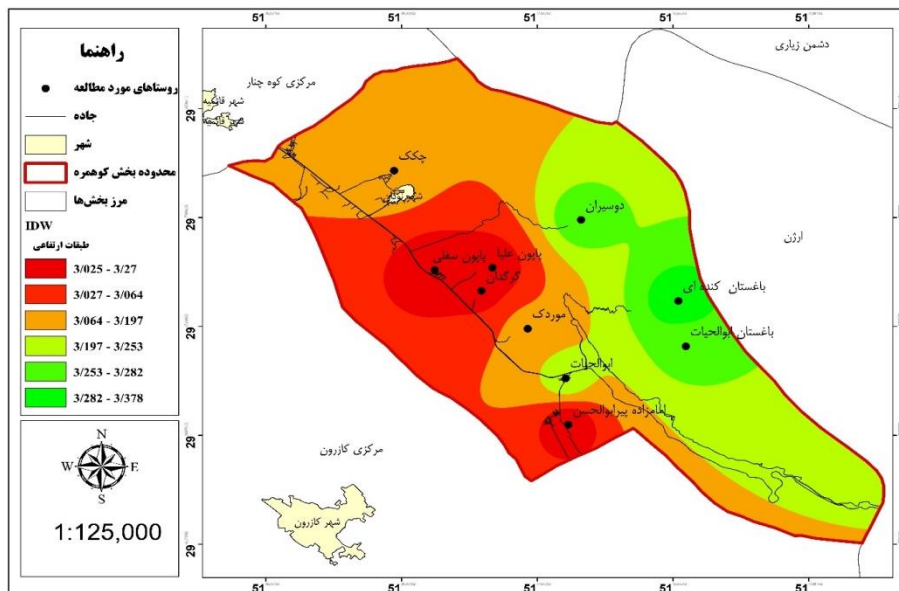 راهنما
روستاهای مورد مطالعه
جاده
شهر
محدوده بخش کوهمره
مرز بخش‌ها
IDW
طبقات ارتفاعی
3/025 - 3/27
3/027 - 3/064
3/064 - 3/197
3/197 - 3/253
3/253 - 3/282
3/282 - 3/378
N
W E
S
1:125,000
51 51 51 51 51
29
29
29
29
29
دشمن زیاری
مرکزی کوه چنار
شهر قائمیه
چکک
دوسیران
ارژن
پاپون علیا
پاپون سفلی
گرگدان
باغستان کنده ای
موردک
باغستان ابوالحیات
ابوالحیات
امامزاده پیرابوالحسن
مرکزی کازرون
شهر کازرون
51 51 51 51 51